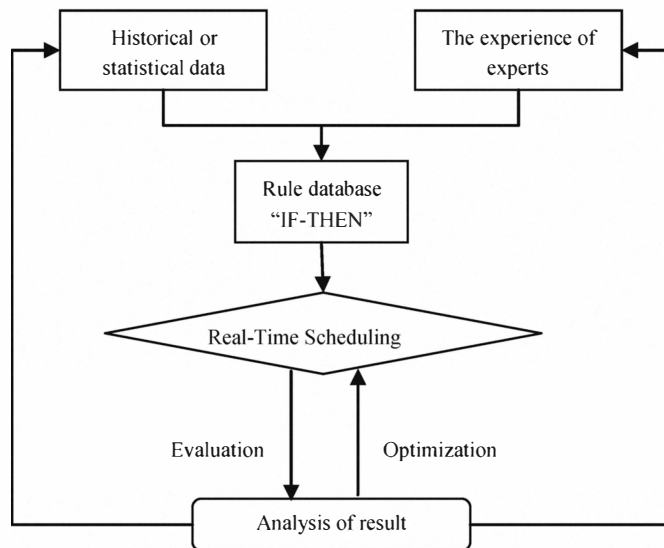 Historical or
statistical data
The experience of
experts
Rule database
“IF-THEN”
Real-Time Scheduling
Evaluation
Optimization
Analysis of result